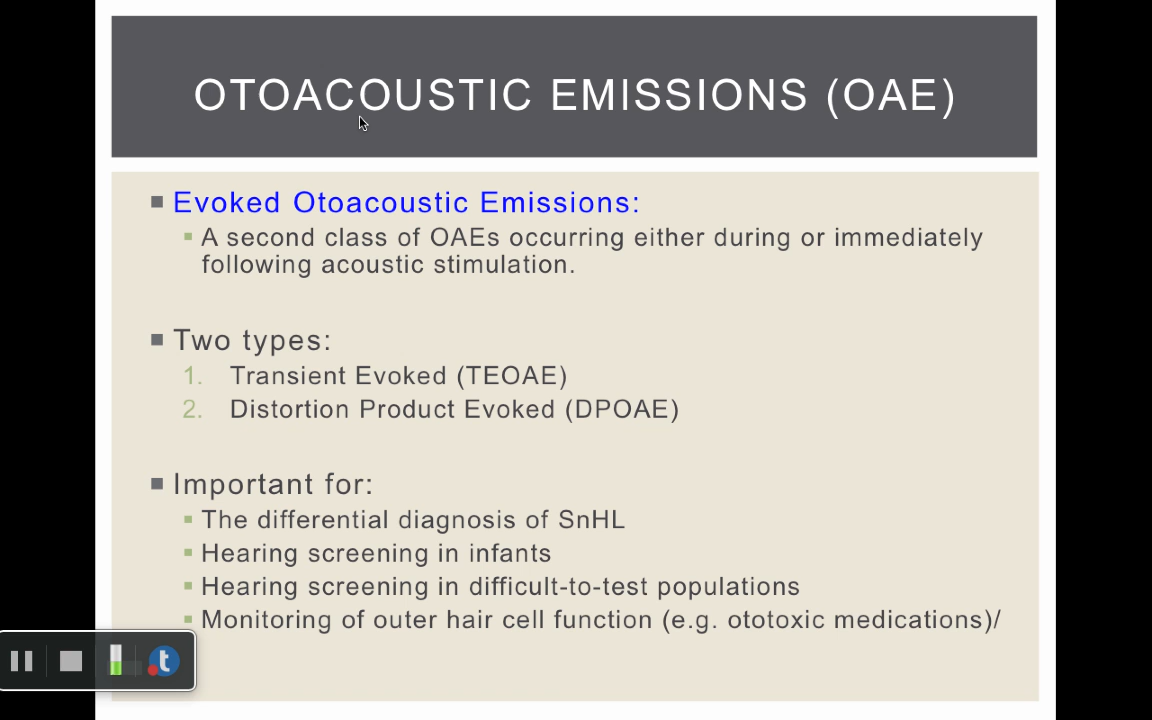 OTOACOUSTIC EMISSIONS (OAE)
Evoked Otoacoustic Emissions:
A second class of OAEs occurring either during or immediately
following acoustic stimulation.
Two types:
1. Transient Evoked (TEOAE)
2. Distortion Product Evoked (DPOAE)
Important for:
The differential diagnosis of SnHL
Hearing screening in infants
Hearing screening in difficult-to-test populations
Monitoring of outer hair cell function (e.g. ototoxic medications)/
t